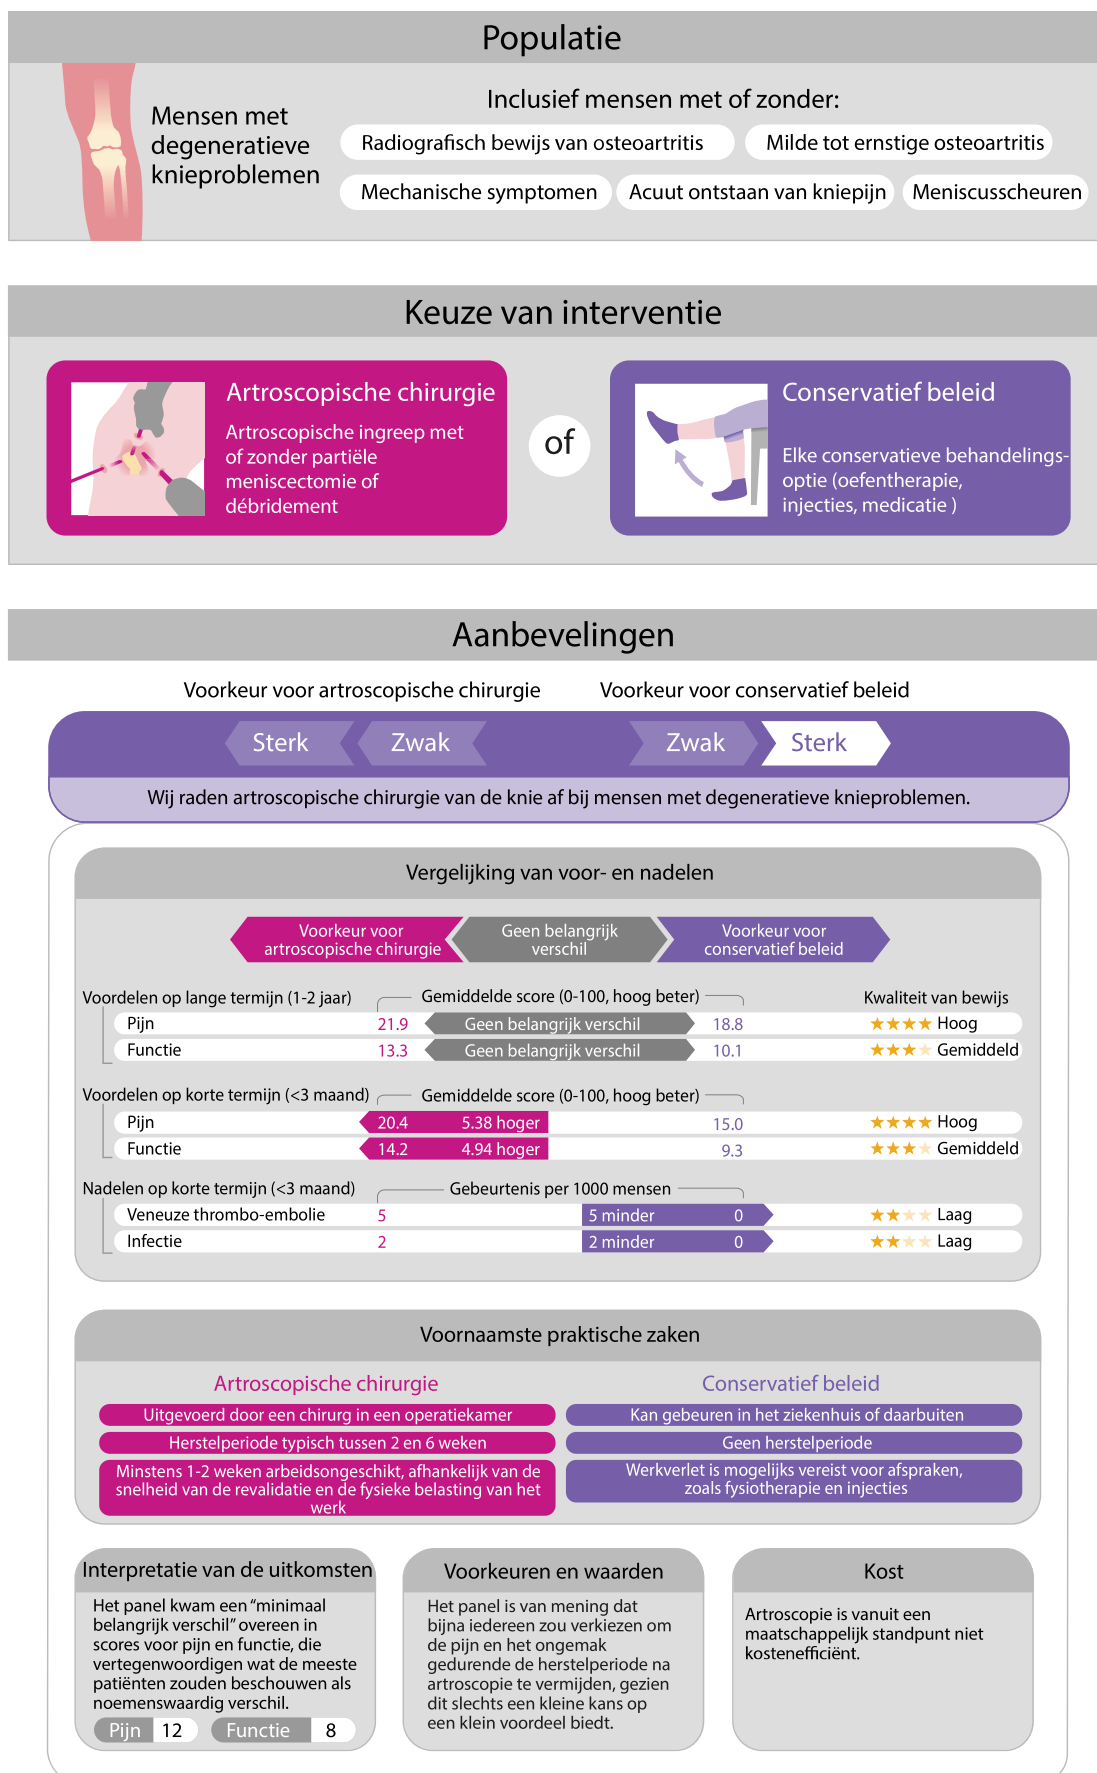 Populatie
Mensen met
degeneratieve
knieproblemen
Inclusief mensen met of zonder:
Radiografisch bewijs van osteoartritis
Milde tot ernstige osteoartritis
Mechanische symptomen
Acuut ontstaan van kniepijn
Meniscusscheuren
Keuze van interventie
Artroscopische chirurgie
Artroscopische ingreep met
of zonder partiële
meniscectomie of
débridement
of
Conservatief beleid
Elke conservatieve behandelings-
optie (oefentherapie,
injecties, medicatie )
Aanbevelingen
Voorkeur voor artroscopische chirurgie
Voorkeur voor conservatief beleid
Sterk
Zwak
Zwak
Sterk
Wij raden artroscopische chirurgie van de knie af bij mensen met degeneratieve knieproblemen.
Vergelijking van voor- en nadelen
Voorkeur voor
artroscopische chirurgie
Geen belangrijk
verschil
Voorkeur voor
conservatief beleid
Voordelen op lange termijn (1-2 jaar)
Gemiddelde score (0-100, hoog beter)
Kwaliteit van bewijs
Pijn 21.9 Geen belangrijk verschil 18.8 Hoog
Functie 13.3 Geen belangrijk verschil 10.1 Gemiddeld
Voordelen op korte termijn (<3 maand)
Gemiddelde score (0-100, hoog beter)
Pijn 20.4 5.38 hoger 15.0 Hoog
Functie 14.2 4.94 hoger 9.3 Gemiddeld
Nadelen op korte termijn (<3 maand)
Gebeurtenis per 1000 mensen
Veneuze thrombo-embolie 5 5 minder 0 Laag
Infectie 2 2 minder 0 Laag
Voornaamste praktische zaken
Artroscopische chirurgie
Uitgevoerd door een chirurg in een operatiekamer
Herstelperiode typisch tussen 2 en 6 weken
Minstens 1-2 weken arbeidsongeschikt, afhankelijk van de
snelheid van de revalidatie en de fysieke belasting van het
werk
Conservatief beleid
Kan gebeuren in het ziekenhuis of daarbuiten
Geen herstelperiode
Werkverlet is mogelijks vereist voor afspraken,
zoals fysiotherapie en injecties
Interpretatie van de uitkomsten
Het panel kwam een “minimaal
belangrijk verschil” overeen in
scores voor pijn en functie, die
vertegenwoordigen wat de meeste
patiënten zouden beschouwen als
noemenswaardig verschil.
Pijn 12 Functie 8
Voorkeuren en waarden
Het panel is van mening dat
bijna iedereen zou verkiezen om
de pijn en het ongemak
gedurende de herstelperiode na
artroscopie te vermijden, gezien
dit slechts een kleine kans op
een klein voordeel biedt.
Kost
Artroscopie is vanuit een
maatschappelijk standpunt niet
kostenefficiënt.